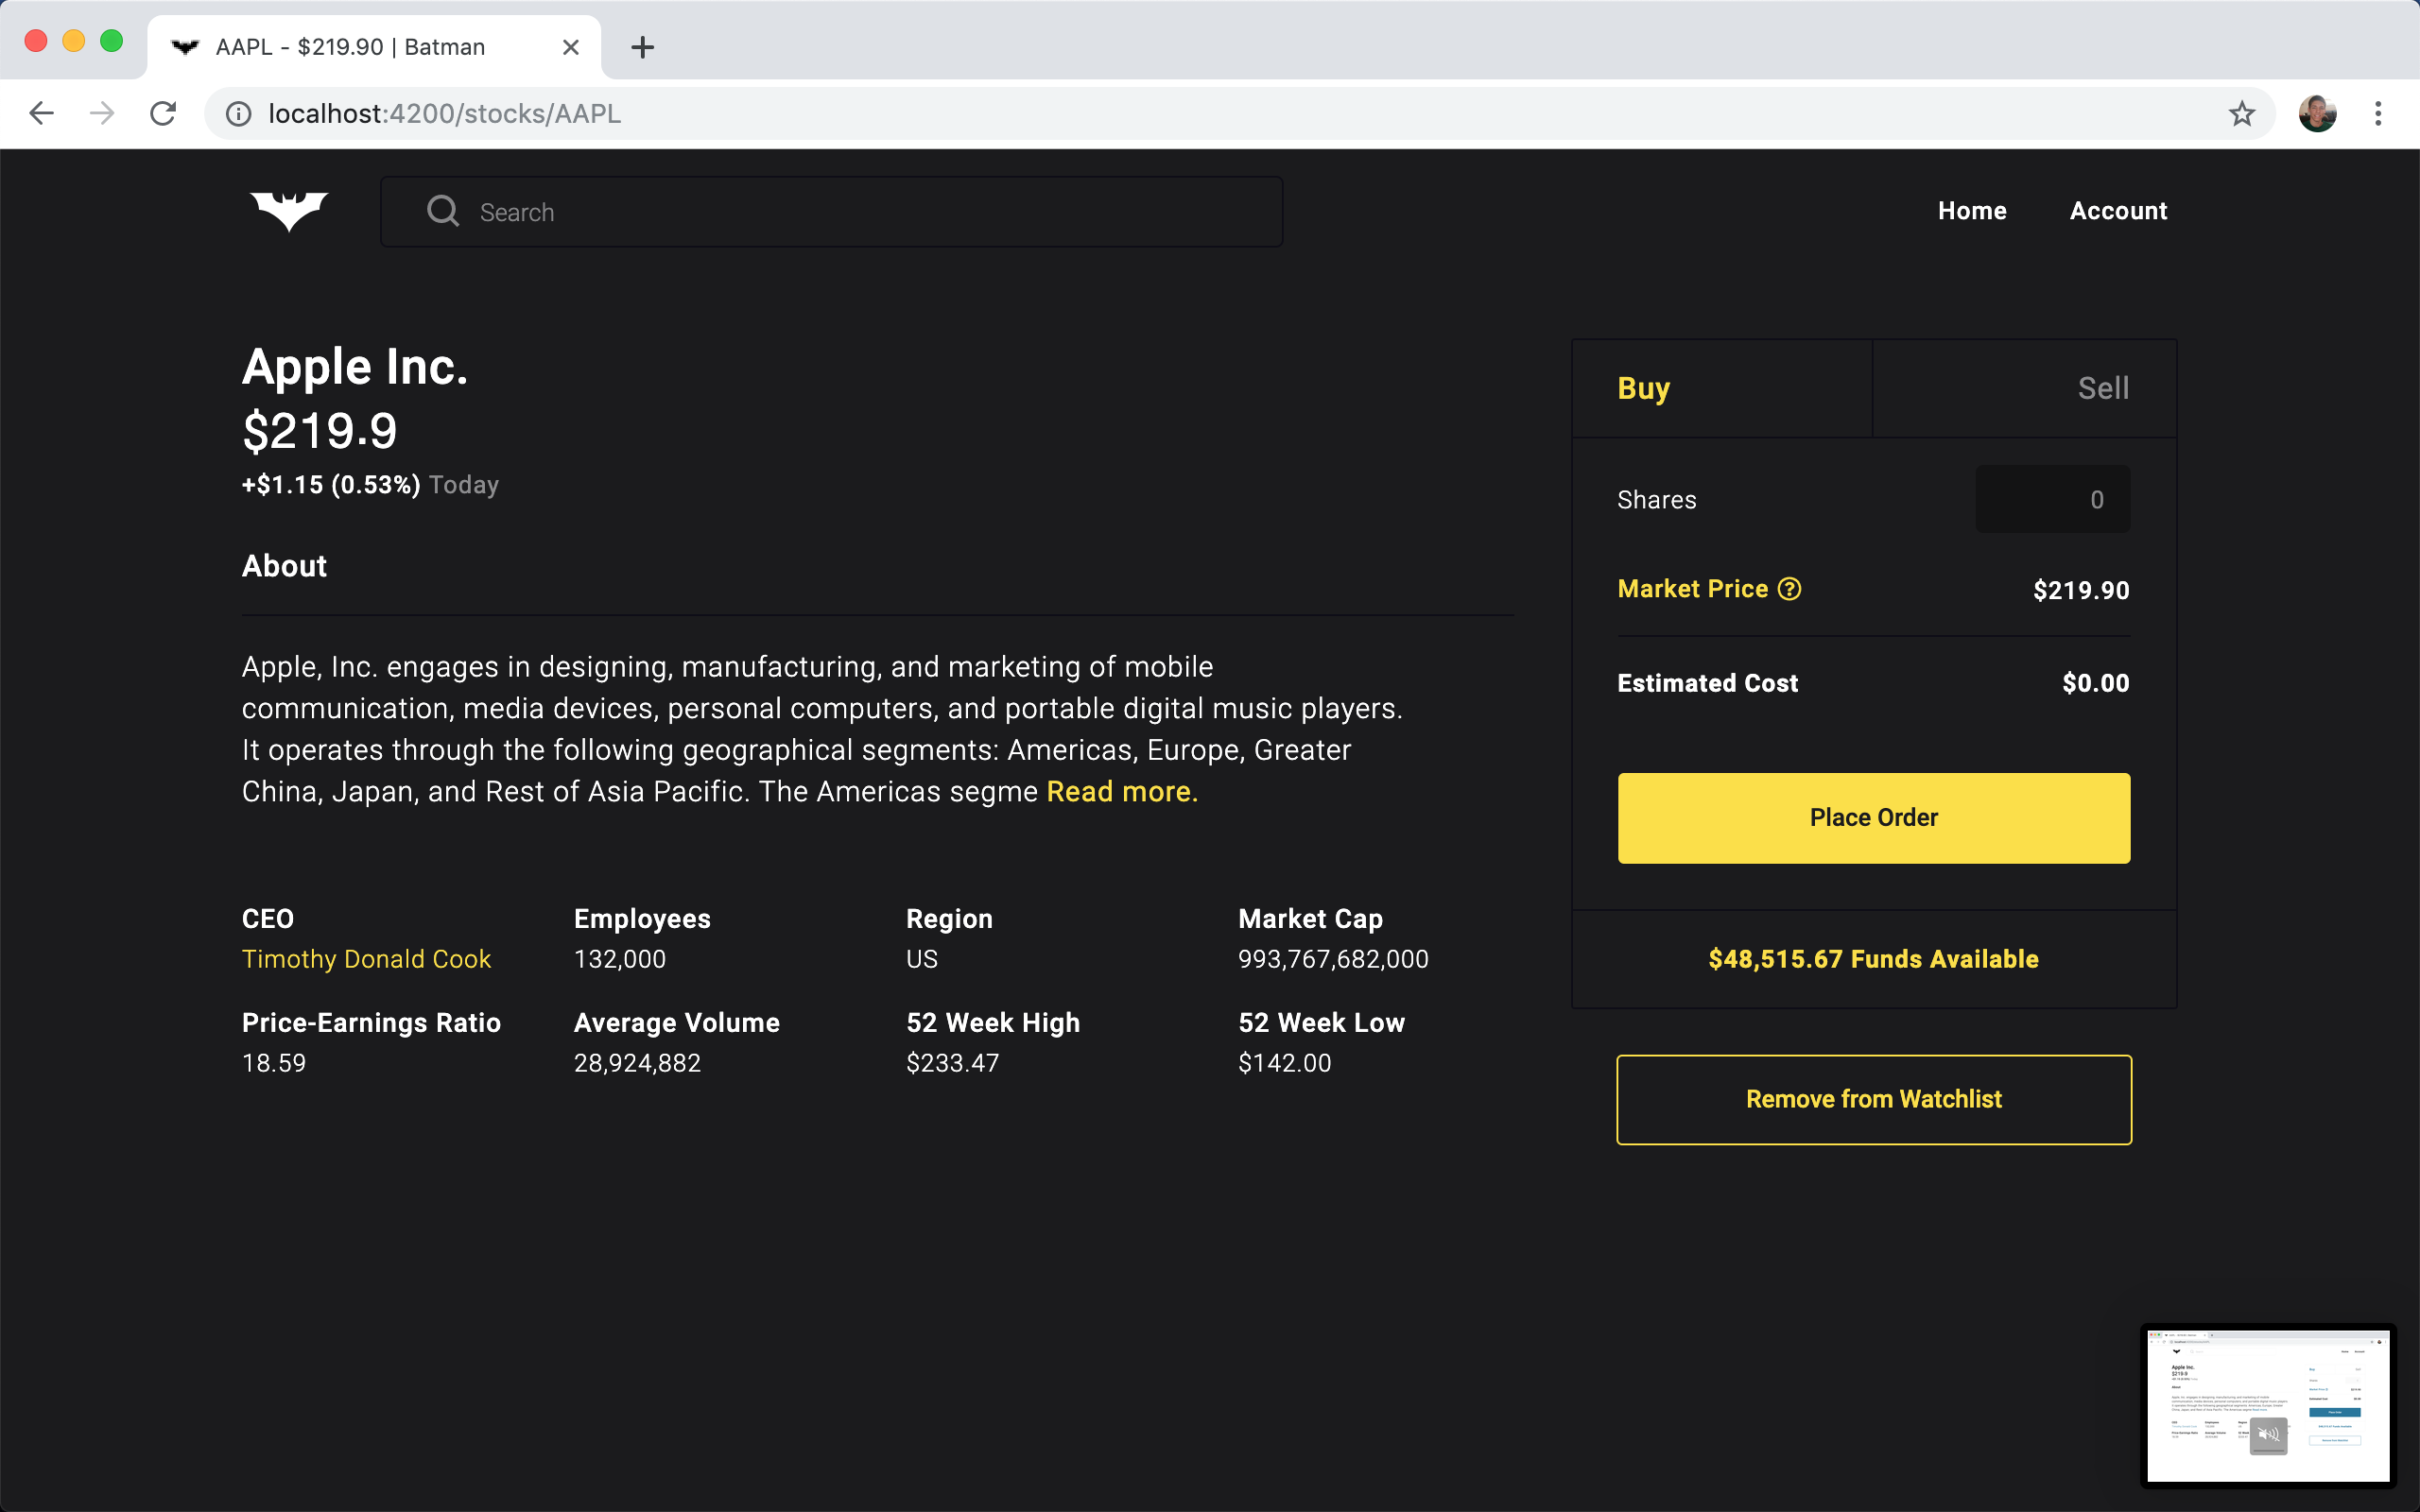 AAPL - $219.90 | Batman
localhost:4200/stocks/AAPL
Search
Home
Account
Apple Inc.
$219.9
+$1.15 (0.53%) Today
About
Apple, Inc. engages in designing, manufacturing, and marketing of mobile
communication, media devices, personal computers, and portable digital music players.
It operates through the following geographical segments: Americas, Europe, Greater
China, Japan, and Rest of Asia Pacific. The Americas segme Read more.
CEO
Timothy Donald Cook
Employees
132,000
Region
US
Market Cap
993,767,682,000
Price-Earnings Ratio
18.59
Average Volume
28,924,882
52 Week High
$233.47
52 Week Low
$142.00
Buy
Sell
Shares
0
Market Price
$219.90
Estimated Cost
$0.00
Place Order
$48,515.67 Funds Available
Remove from Watchlist
Apple Inc.
$219.9